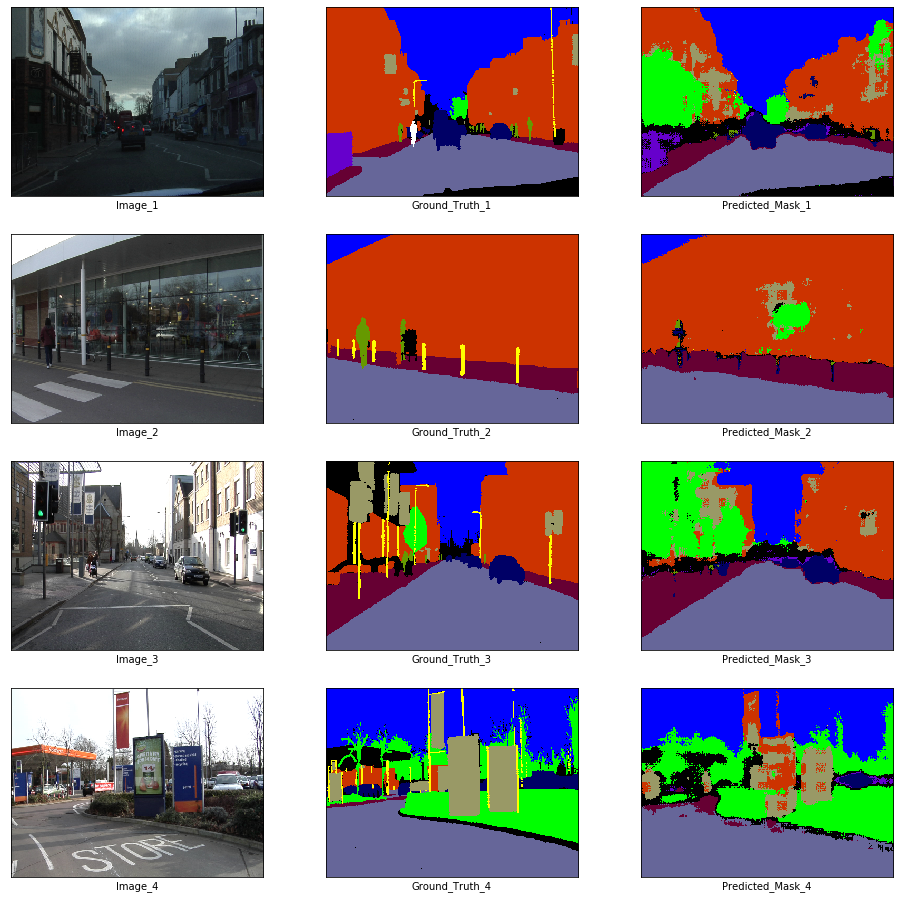 Image_1
Ground_Truth_1
Predicted_Mask_1
Image_2
Ground_Truth_2
Predicted_Mask_2
Image_3
Ground_Truth_3
Predicted_Mask_3
STORE
Image_4
Ground_Truth_4
Predicted_Mask_4